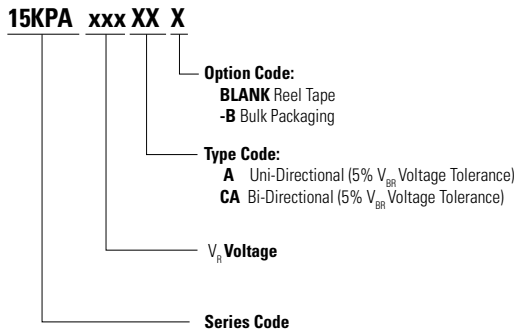 15KPA xxx XX X
Option Code:
BLANK Reel Tape
-B Bulk Packaging
Type Code:
A Uni-Directional (5% VBR Voltage Tolerance)
CA Bi-Directional (5% VBR Voltage Tolerance)
VR Voltage
Series Code